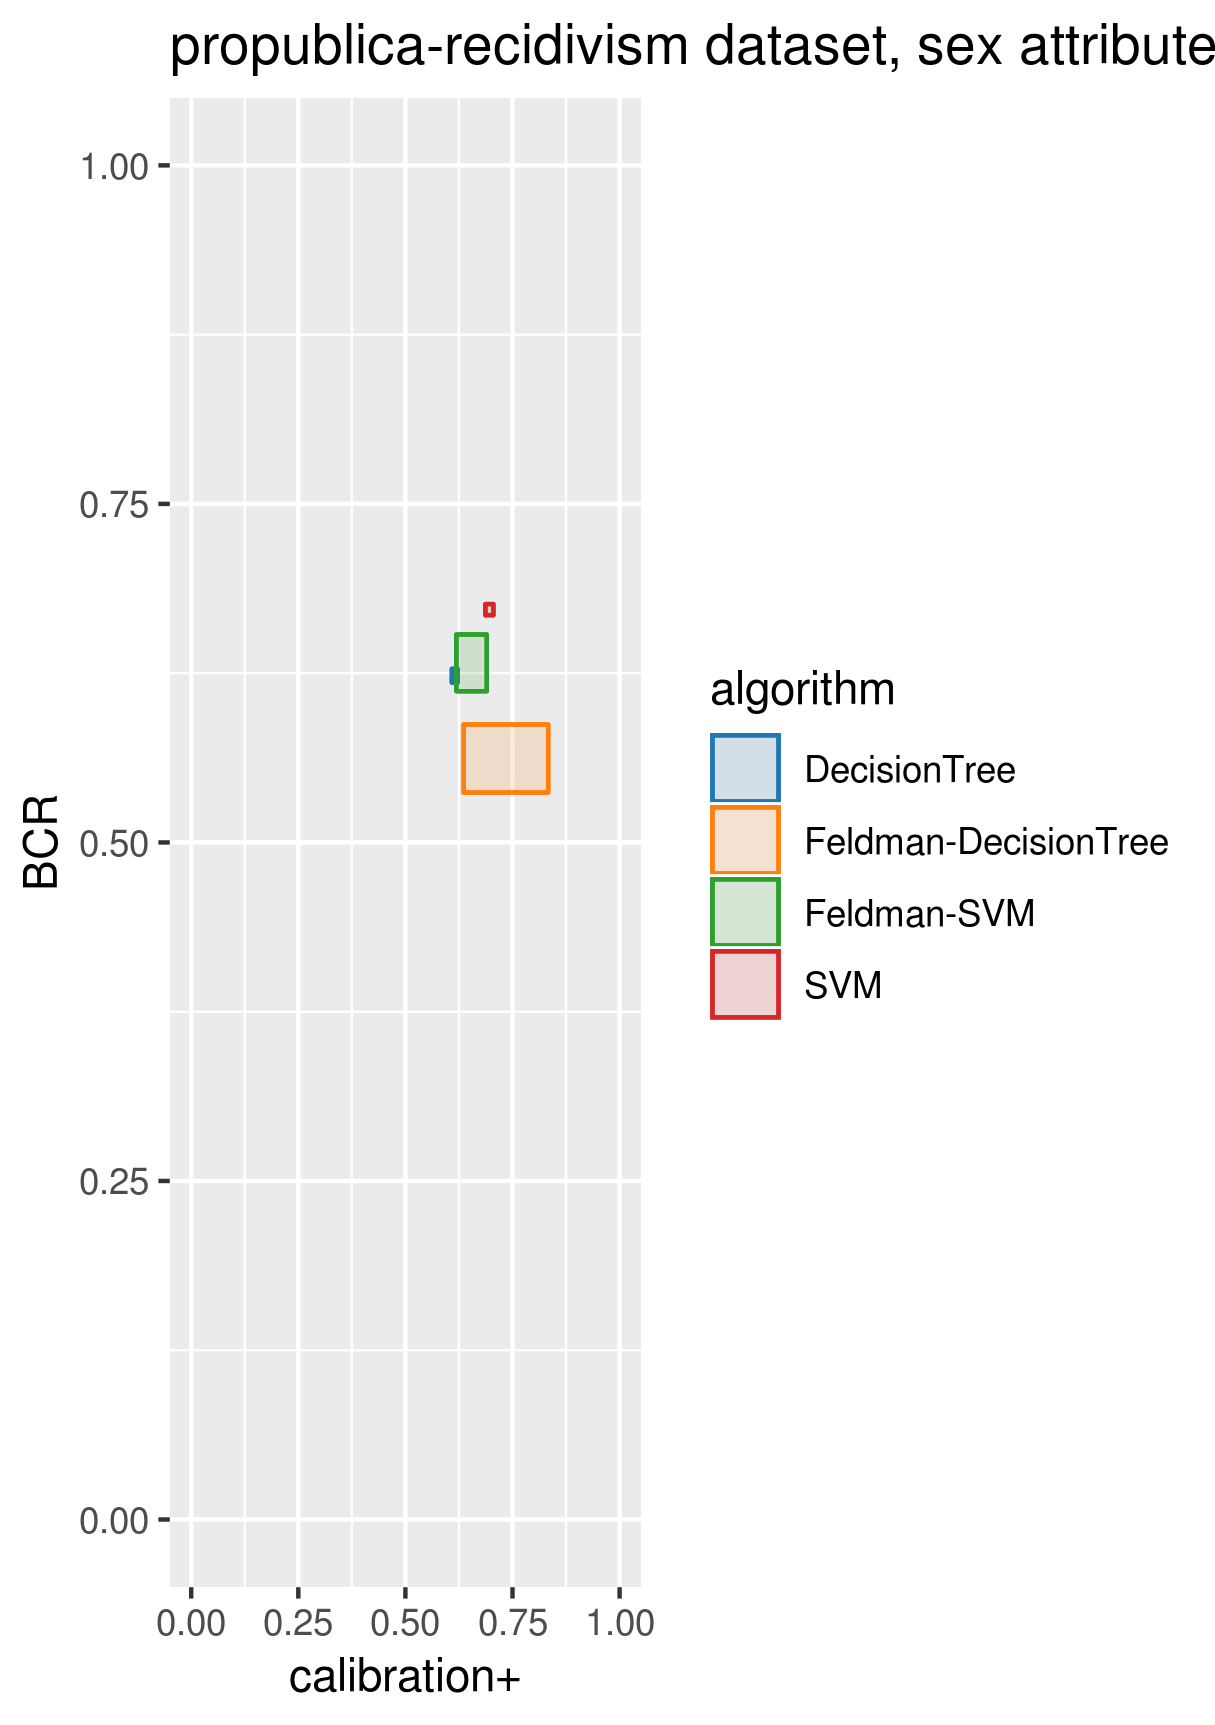 propublica-recidivism dataset, sex attribute
1.00
0.75
0.50
0.25
0.00
BCR
0.00 0.25 0.50 0.75 1.00
calibration+
algorithm
DecisionTree
Feldman-DecisionTree
Feldman-SVM
SVM